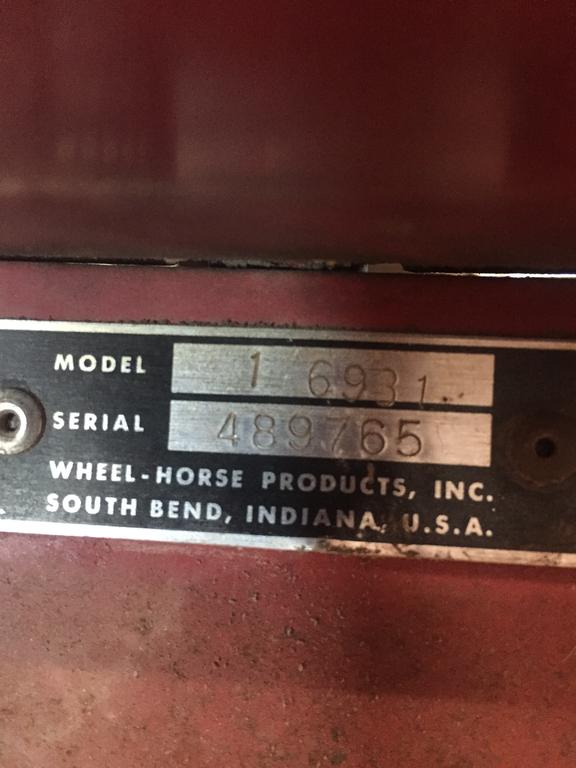 MODEL 1 6931
SERIAL 489765
WHEEL-HORSE PRODUCTS, INC.
SOUTH BEND, INDIANA, U.S.A.